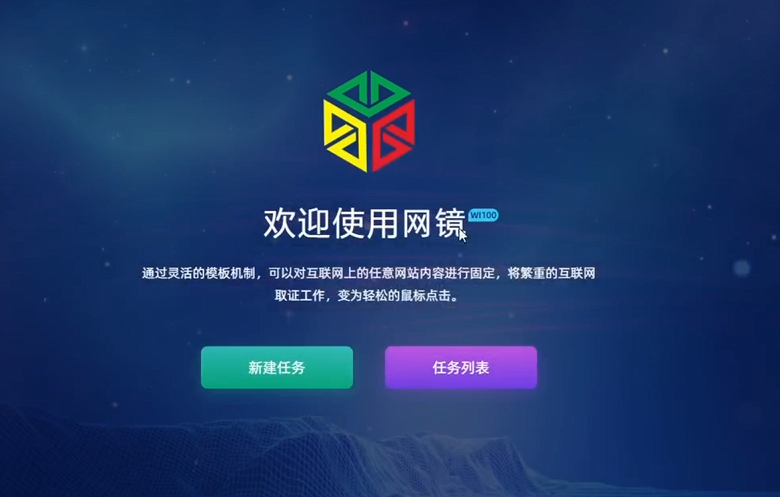 欢迎使用网镜 WI100
通过灵活的模板机制，可以对互联网上的任意网站内容进行固定，将繁重的互联网
取证工作，变为轻松的鼠标点击。
新建任务 任务列表